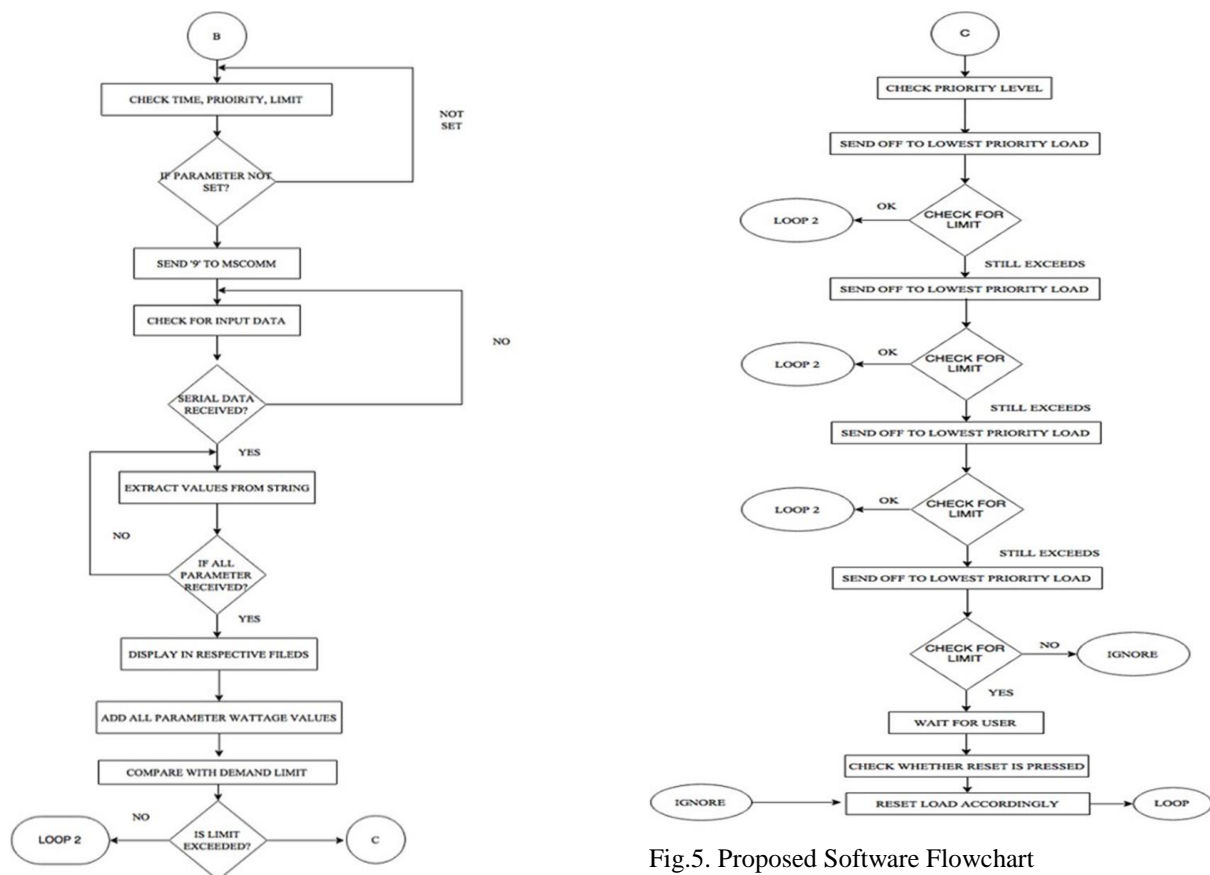 B
CHECK TIME, PRIOIRITY, LIMIT
NOT
SET
IF PARAMETER NOT
SET?
SEND '9' TO MSCOMM
CHECK FOR INPUT DATA
NO
SERIAL DATA
RECEIVED?
YES
EXTRACT VALUES FROM STRING
NO
IF ALL
PARAMETER
RECEIVED?
YES
DISPLAY IN RESPECTIVE FILEDS
ADD ALL PARAMETER WATTAGE VALUES
COMPARE WITH DEMAND LIMIT
NO
LOOP 2
IS LIMIT
EXCEEDED?
C
C
CHECK PRIORITY LEVEL
SEND OFF TO LOWEST PRIORITY LOAD
OK
LOOP 2
CHECK FOR
LIMIT
STILL EXCEEDS
SEND OFF TO LOWEST PRIORITY LOAD
OK
LOOP 2
CHECK FOR
LIMIT
STILL EXCEEDS
SEND OFF TO LOWEST PRIORITY LOAD
OK
LOOP 2
CHECK FOR
LIMIT
STILL EXCEEDS
SEND OFF TO LOWEST PRIORITY LOAD
CHECK FOR
LIMIT
NO
IGNORE
YES
WAIT FOR USER
CHECK WHETHER RESET IS PRESSED
IGNORE
RESET LOAD ACCORDINGLY
LOOP
Fig.5. Proposed Software Flowchart